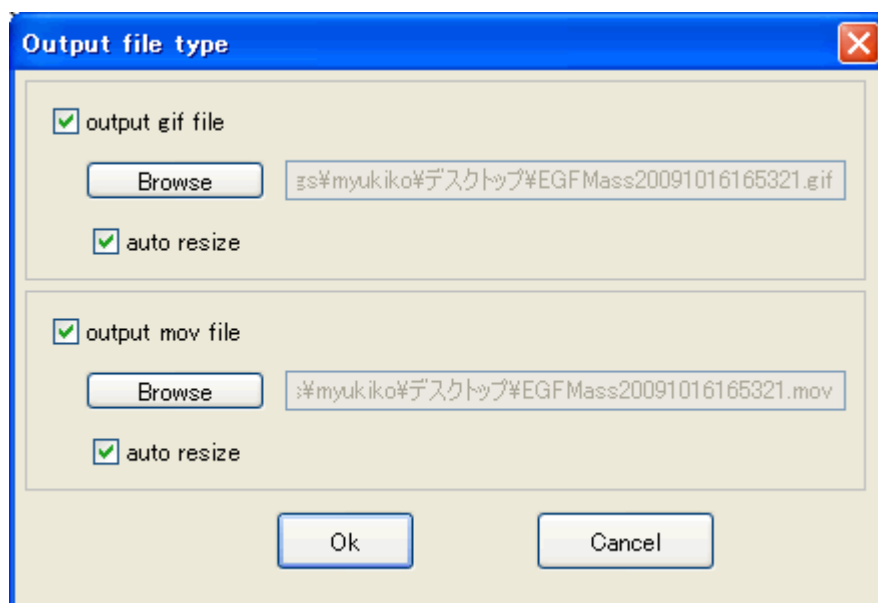 Output file type
output gif file
Browse
gs¥myukiko¥デスクトップ¥EGFMass20091016165321.gif
auto resize
output mov file
Browse
¥myukiko¥デスクトップ¥EGFMass20091016165321.mov
auto resize
Ok
Cancel